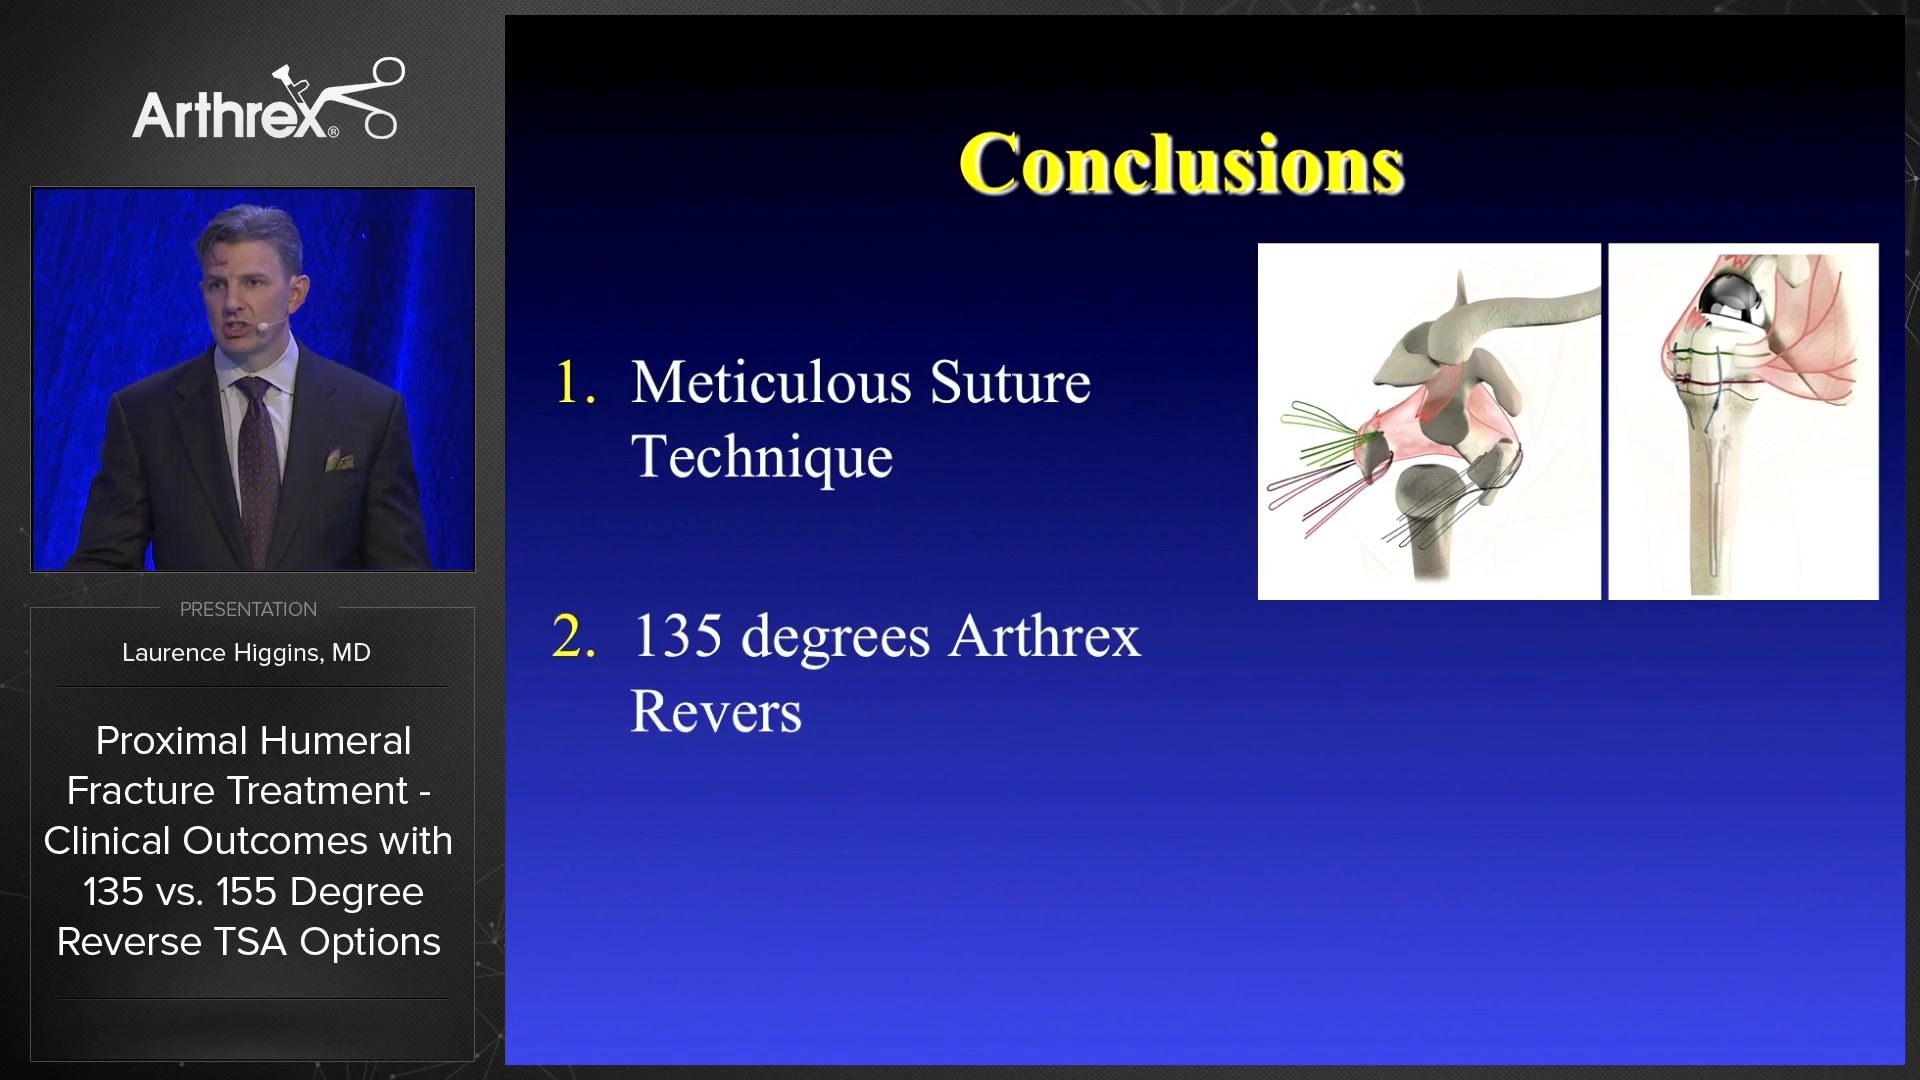 Arthrex®
PRESENTATION
Laurence Higgins, MD
Proximal Humeral
Fracture Treatment -
Clinical Outcomes with
135 vs. 155 Degree
Reverse TSA Options
Conclusions
1. Meticulous Suture
Technique
2. 135 degrees Arthrex
Revers